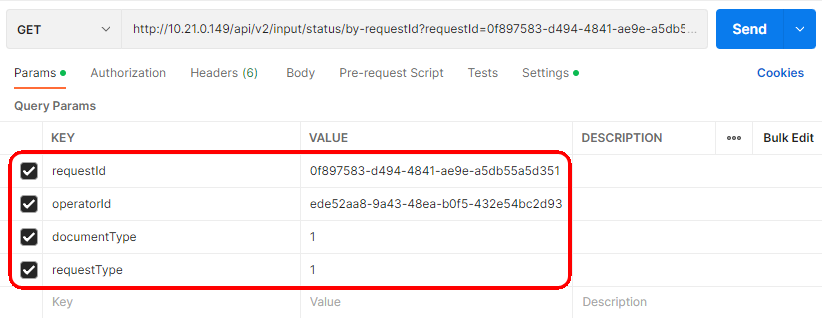 GET http://10.21.0.149/api/v2/input/status/by-requestId?requestId=0f897583-d494-4841-ae9e-a5db5... Send
Params Authorization Headers (6) Body Pre-request Script Tests Settings Cookies
Query Params
KEY VALUE DESCRIPTION ooo Bulk Edit
requestId 0f897583-d494-4841-ae9e-a5db55a5d351
operatorId ede52aa8-9a43-48ea-b0f5-432e54bc2d93
documentType 1
requestType 1
Key Value Description